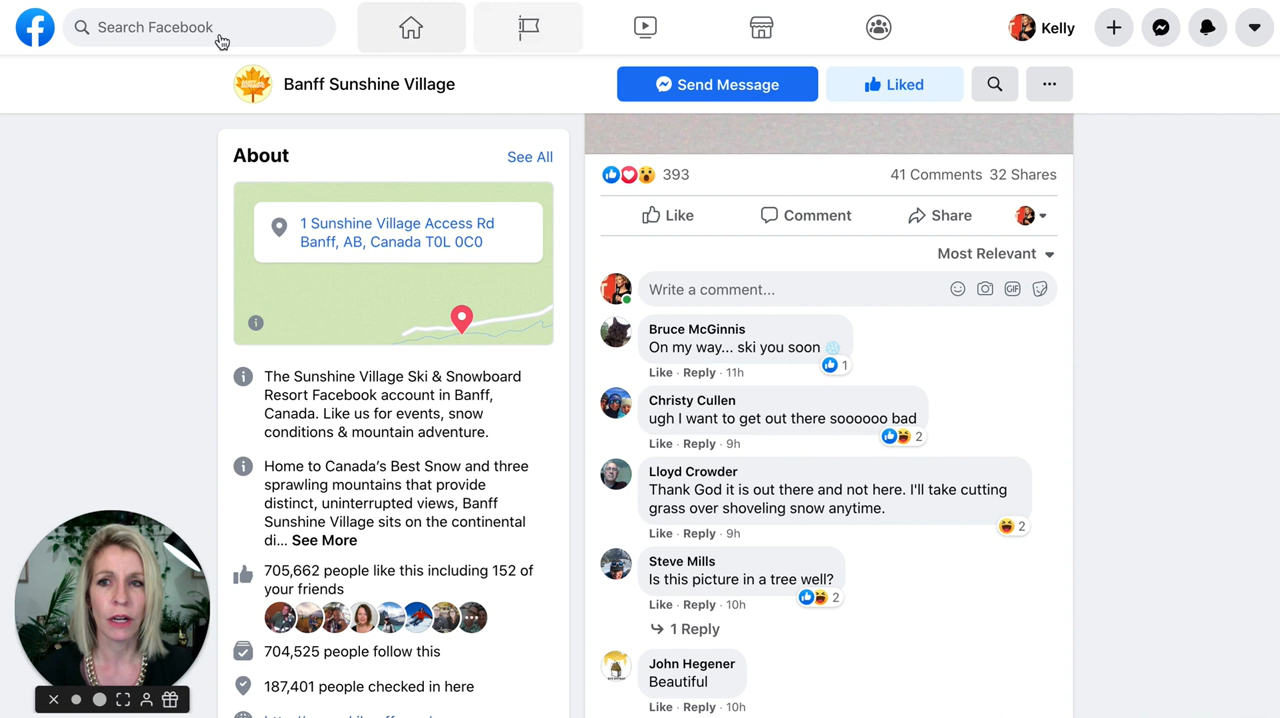 Search Facebook
Kelly
Banff Sunshine Village
Send Message
Liked
About
See All
1 Sunshine Village Access Rd
Banff, AB, Canada T0L 0C0
The Sunshine Village Ski & Snowboard
Resort Facebook account in Banff,
Canada. Like us for events, snow
conditions & mountain adventure.
Home to Canada's Best Snow and three
sprawling mountains that provide
distinct, uninterrupted views, Banff
Sunshine Village sits on the continental
di... See More
705,662 people like this including 152 of
your friends
704,525 people follow this
187,401 people checked in here
393
41 Comments 32 Shares
Like
Comment
Share
Most Relevant
Write a comment...
GIF
Bruce McGinnis
On my way... ski you soon
1
Like · Reply · 11h
Christy Cullen
ugh I want to get out there soooooo bad
2
Like · Reply · 9h
Lloyd Crowder
Thank God it is out there and not here. I'll take cutting
grass over shoveling snow anytime.
2
Like · Reply · 9h
Steve Mills
Is this picture in a tree well?
2
Like · Reply · 10h
1 Reply
John Hegener
Beautiful
Like · Reply · 10h